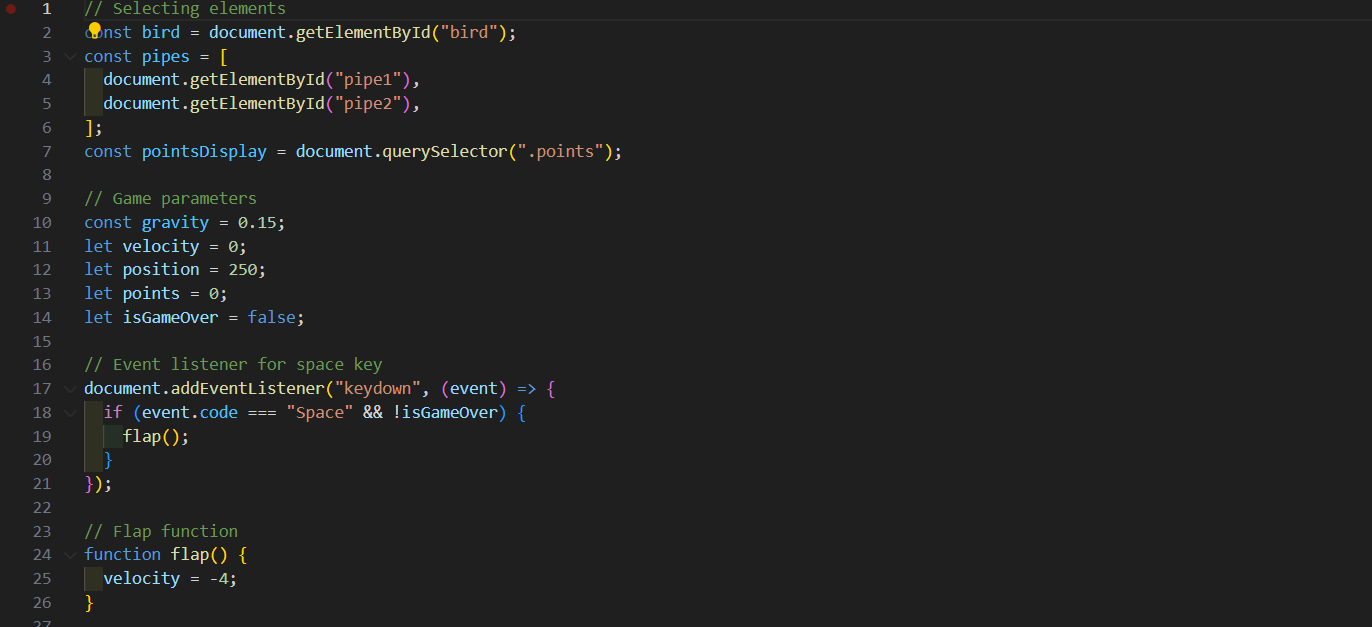 1 // Selecting elements
2 const bird = document.getElementById("bird");
3 const pipes = [
4 document.getElementById("pipe1"),
5 document.getElementById("pipe2"),
6 ];
7 const pointsDisplay = document.querySelector(".points");
8
9 // Game parameters
10 const gravity = 0.15;
11 let velocity = 0;
12 let position = 250;
13 let points = 0;
14 let isGameOver = false;
15
16 // Event listener for space key
17 document.addEventListener("keydown", (event) => {
18 if (event.code === "Space" && !isGameOver) {
19 flap();
20 }
21 });
22
23 // Flap function
24 function flap() {
25 velocity = -4;
26 }
27